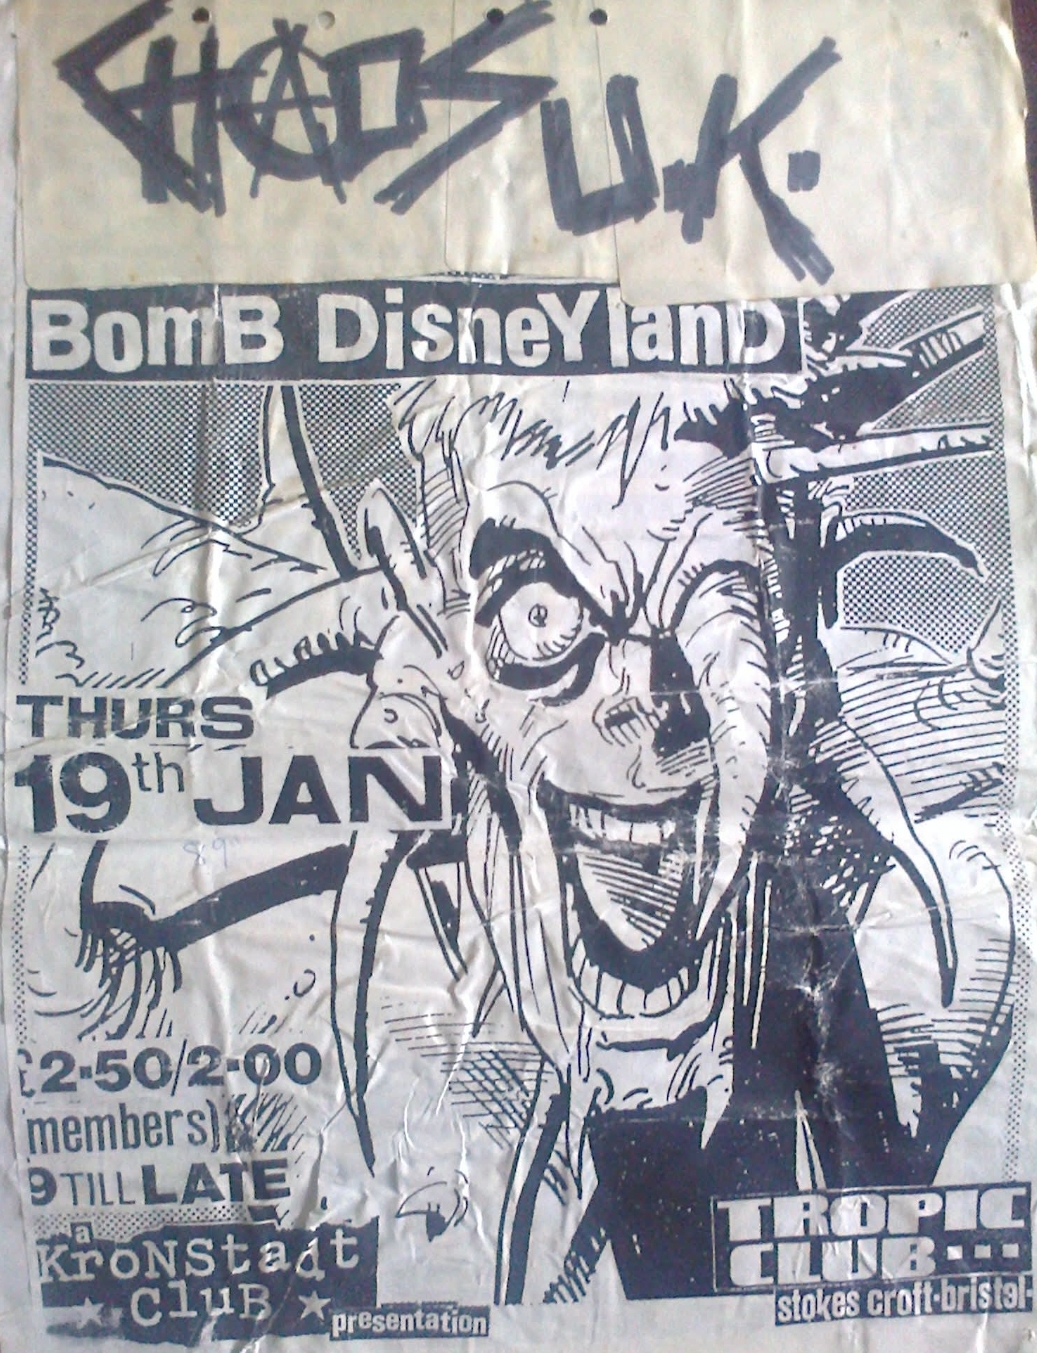 CHAOS U.K.
BomB DisneYlanD
THURS
19th JAN
89"
£2·50/2·00
(members)
9 TILL LATE
a
KroNStadt
CluB
presentation
TROPIC
CLUB
stokes croft·bristol·